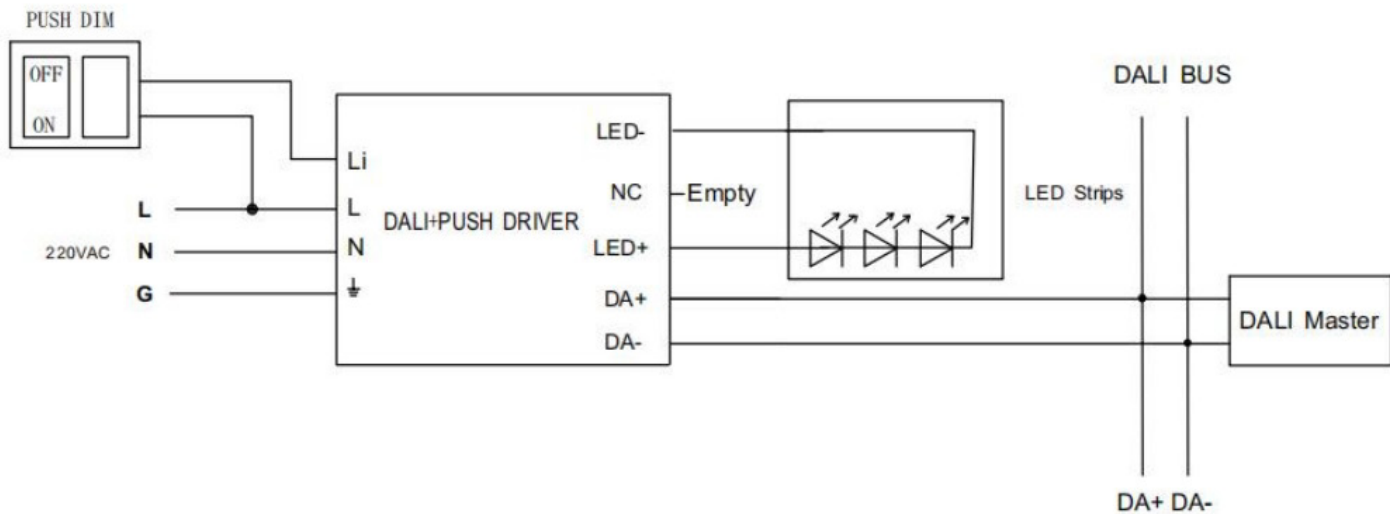 PUSH DIM
OFF
ON
DALI BUS
LED-
Li
NC
Empty
LED Strips
L
L
DALI+PUSH DRIVER
220VAC
N
N
LED+
G
DA+
DALI Master
DA-
DA+ DA-